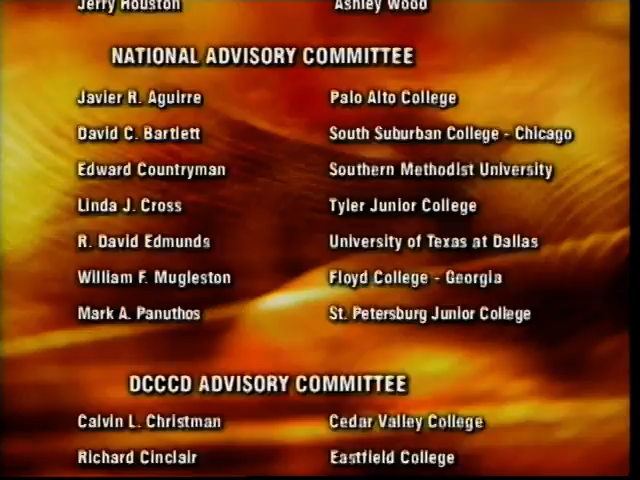 Jerry Houston Ashley Wood
NATIONAL ADVISORY COMMITTEE
Javier R. Aguirre Palo Alto College
David C. Bartlett South Suburban College - Chicago
Edward Countryman Southern Methodist University
Linda J. Cross Tyler Junior College
R. David Edmunds University of Texas at Dallas
William F. Mugleston Floyd College - Georgia
Mark A. Panuthos St. Petersburg Junior College
DCCCD ADVISORY COMMITTEE
Calvin L. Christman Cedar Valley College
Richard Cinclair Eastfield College